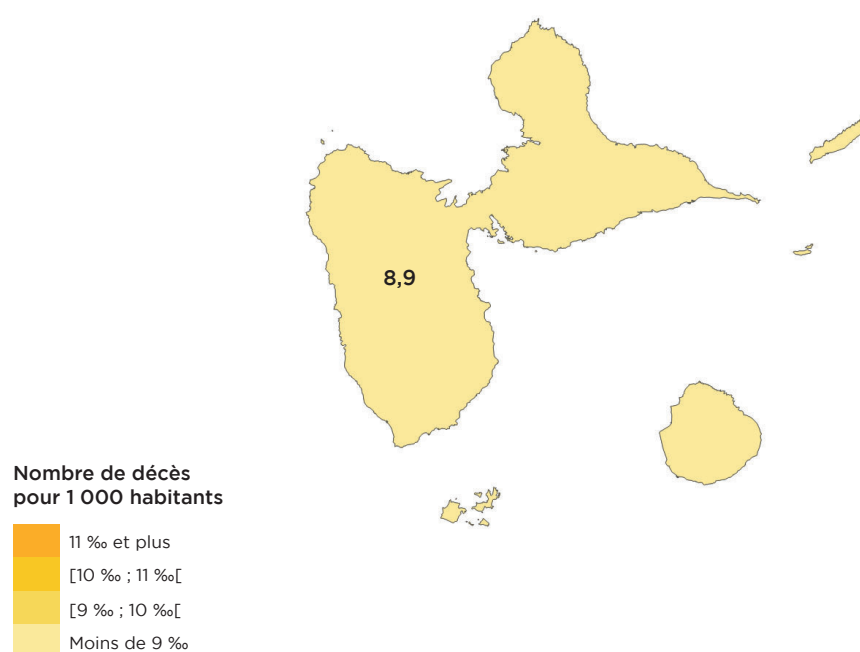 8,9
Nombre de décès
pour 1 000 habitants
11 ‰ et plus
[10 ‰ ; 11 ‰[
[9 ‰ ; 10 ‰[
Moins de 9 ‰